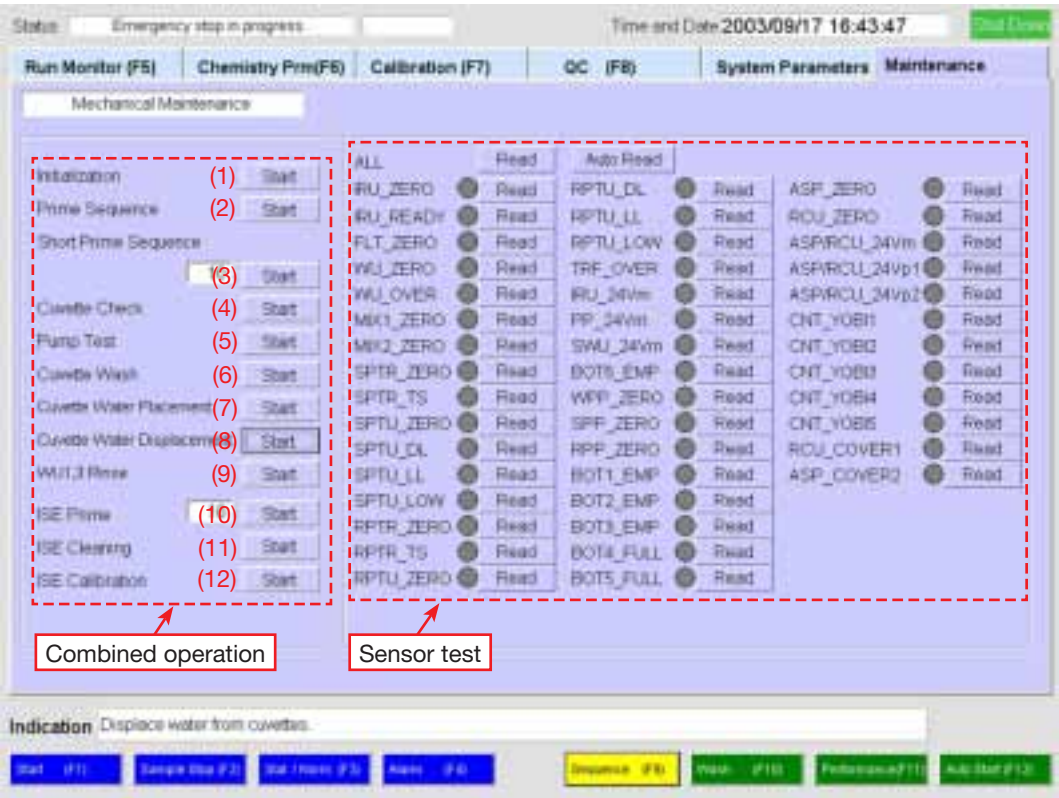 Status Emergency stop in progress Time and Date 2003/09/17 16:43:47 Shut Down
Run Monitor (F5) Chemistry Prm(F6) Calibration (F7) QC (F8) System Parameters Maintenance
Mechanical Maintenance
Initialization (1) Start
Prime Sequence (2) Start
Short Prime Sequence
(3) Start
Cuvette Check (4) Start
Pump Test (5) Start
Cuvette Wash (6) Start
Cuvette Water Placement (7) Start
Cuvette Water Displacement (8) Start
WU1,3 Rinse (9) Start
ISE Prime (10) Start
ISE Cleaning (11) Start
ISE Calibration (12) Start
Combined operation
ALL Read Auto Read
IRU_ZERO Read RPTU_DL Read ASP_ZERO Read
IRU_READY Read RPTU_LL Read RCU_ZERO Read
FLT_ZERO Read RPTU_LOW Read ASP/RCU_24Vm Read
WU_ZERO Read TRF_OVER Read ASP/RCU_24Vp1 Read
WU_OVER Read IRU_24Vm Read ASP/RCU_24Vp2 Read
MIX1_ZERO Read PP_24Vm Read CNT_YOBI1 Read
MIX2_ZERO Read SWU_24Vm Read CNT_YOBI2 Read
SPTR_ZERO Read BOT6_EMP Read CNT_YOBI3 Read
SPTR_TS Read WPP_ZERO Read CNT_YOBI4 Read
SPTU_ZERO Read SPP_ZERO Read CNT_YOBI5 Read
SPTU_DL Read RPP_ZERO Read RCU_COVER1 Read
SPTU_LL Read BOT1_EMP Read ASP_COVER2 Read
SPTU_LOW Read BOT2_EMP Read
RPTR_ZERO Read BOT3_EMP Read
RPTR_TS Read BOT4_FULL Read
RPTU_ZERO Read BOT5_FULL Read
Sensor test
Indication Displace water from cuvettes.
Start (F1) Sample Stop (F2) Stat / Norm (F3) Alarm (F4) Sequence (F9) Wash (F10) Performance(F11) Auto Start (F12)